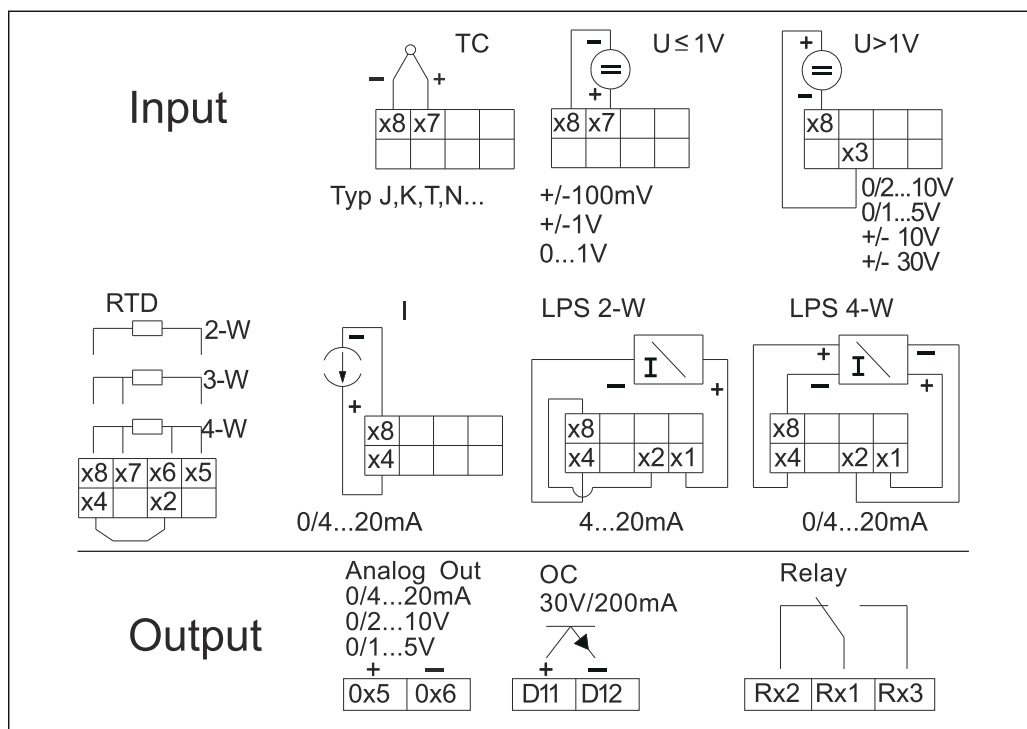 Input
TC
− +
x8 x7
Typ J,K,T,N...
U ≤ 1V
−
+
x8 x7
+/-100mV
+/-1V
0...1V
U>1V
+
−
x8
x3
0/2...10V
0/1...5V
+/- 10V
+/- 30V
RTD
2-W
3-W
4-W
x8 x7 x6 x5
x4 x2
I
−
+
x8
x4
0/4...20mA
LPS 2-W
I
− +
x8
x4 x2 x1
4...20mA
LPS 4-W
+ I −
− +
x8
x4 x2 x1
0/4...20mA
Output
Analog Out
0/4...20mA
0/2...10V
0/1...5V
+ −
0x5 0x6
OC
30V/200mA
+ −
D11 D12
Relay
Rx2 Rx1 Rx3